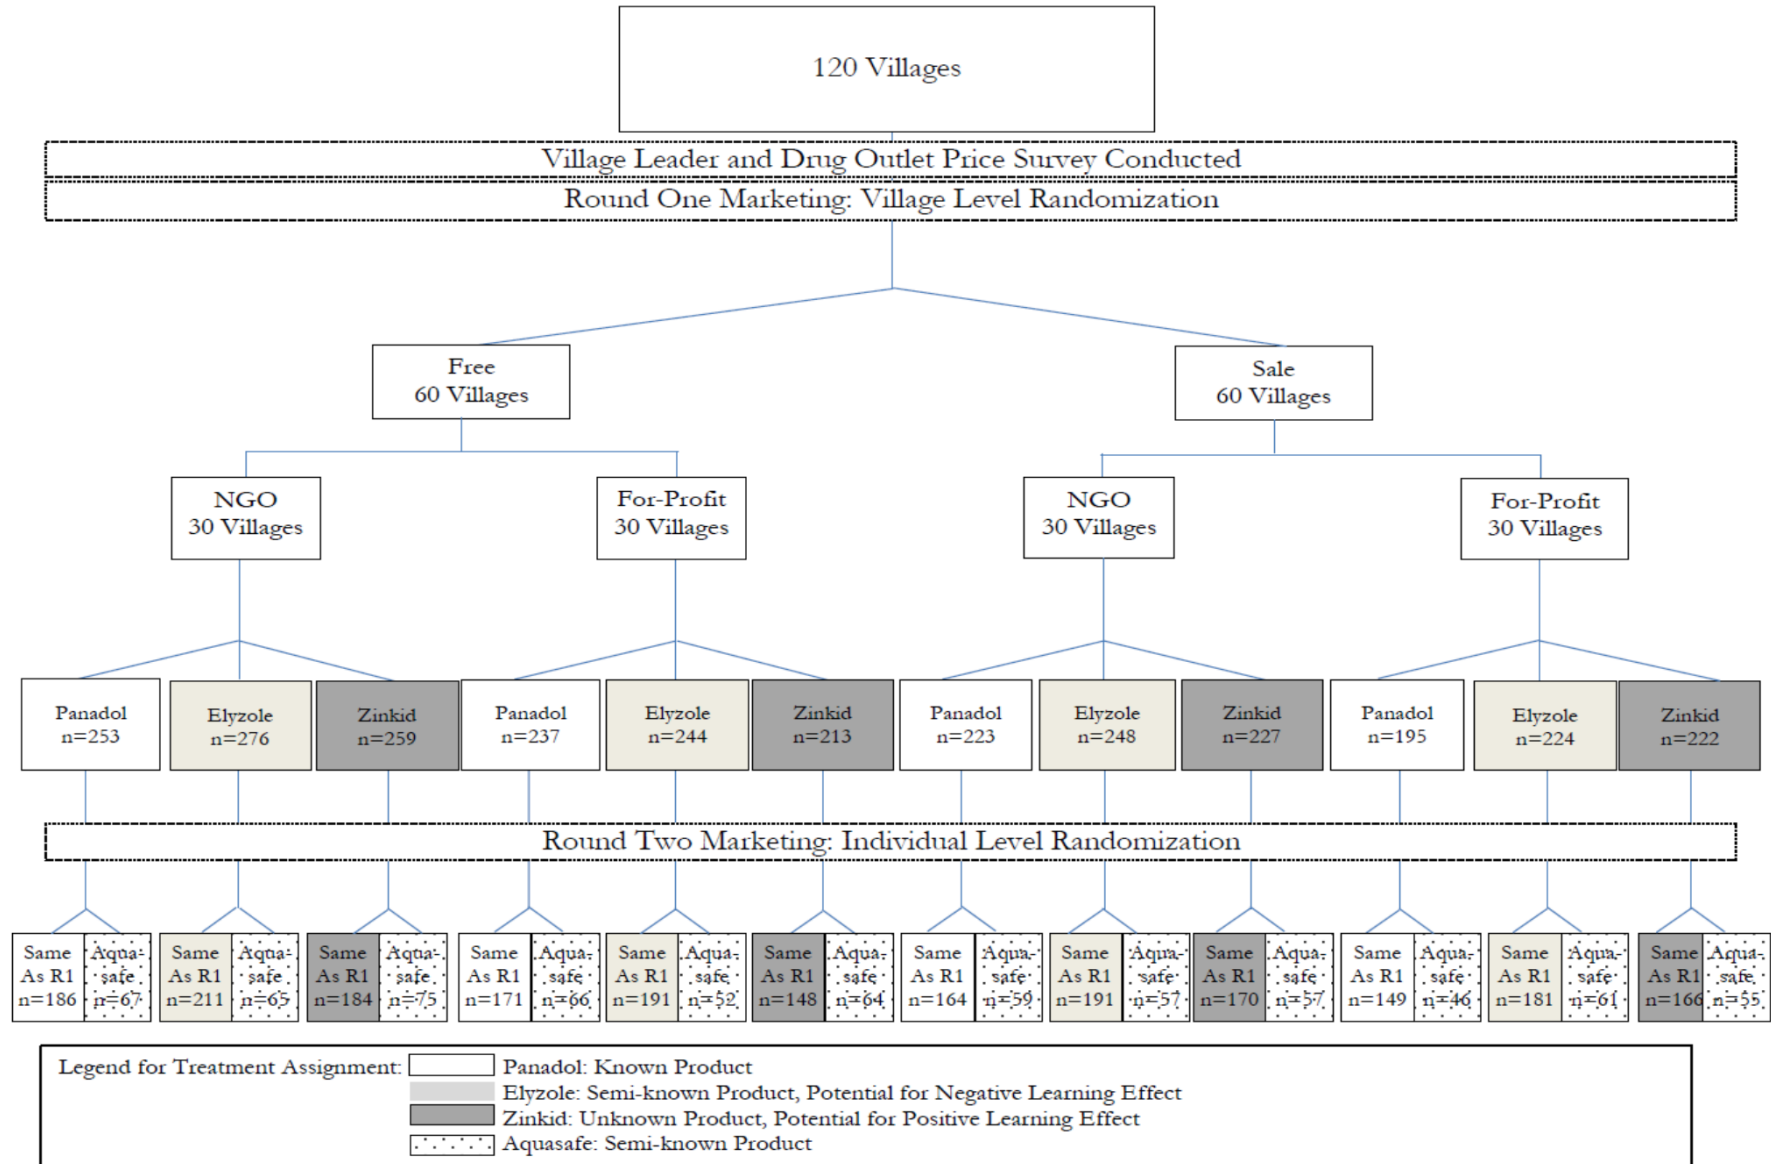 120 Villages
Village Leader and Drug Outlet Price Survey Conducted
Round One Marketing: Village Level Randomization
Free
60 Villages
Sale
60 Villages
NGO
30 Villages
For-Profit
30 Villages
NGO
30 Villages
For-Profit
30 Villages
Panadol
n=253
Elyzole
n=276
Zinkid
n=259
Panadol
n=237
Elyzole
n=244
Zinkid
n=213
Panadol
n=223
Elyzole
n=248
Zinkid
n=227
Panadol
n=195
Elyzole
n=224
Zinkid
n=222
Round Two Marketing: Individual Level Randomization
Same
As R1
n=186
Aqua-
safe
n=67
Same
As R1
n=211
Aqua-
safe
n=65
Same
As R1
n=184
Aqua-
safe
n=75
Same
As R1
n=171
Aqua-
safe
n=66
Same
As R1
n=191
Aqua-
safe
n=52
Same
As R1
n=148
Aqua-
safe
n=64
Same
As R1
n=164
Aqua-
safe
n=59
Same
As R1
n=191
Aqua-
safe
n=57
Same
As R1
n=170
Aqua-
safe
n=57
Same
As R1
n=149
Aqua-
safe
n=46
Same
As R1
n=181
Aqua-
safe
n=61
Same
As R1
n=166
Aqua-
safe
n=55
Legend for Treatment Assignment:
Panadol: Known Product
Elyzole: Semi-known Product, Potential for Negative Learning Effect
Zinkid: Unknown Product, Potential for Positive Learning Effect
Aquasafe: Semi-known Product